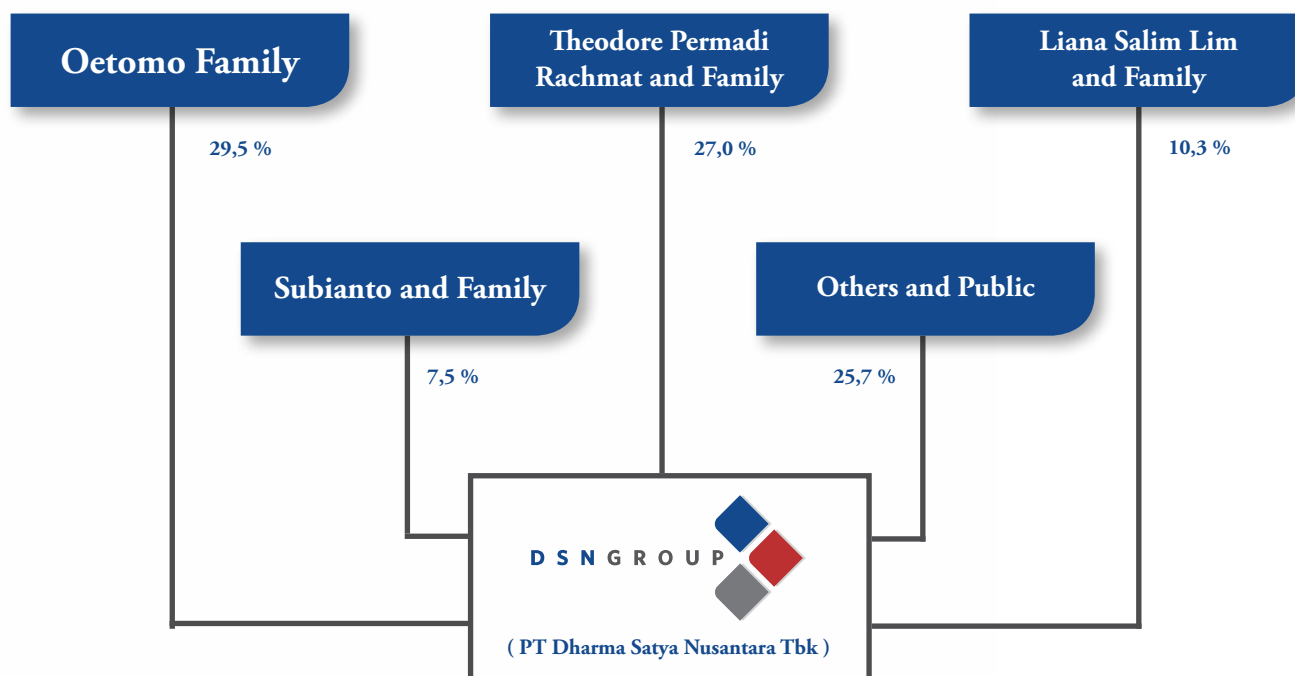 Oetomo Family
Theodore Permadi
Rachmat and Family
Liana Salim Lim
and Family
29,5 %
27,0 %
10,3 %
Subianto and Family
Others and Public
7,5 %
25,7 %
DSNGROUP
( PT Dharma Satya Nusantara Tbk )